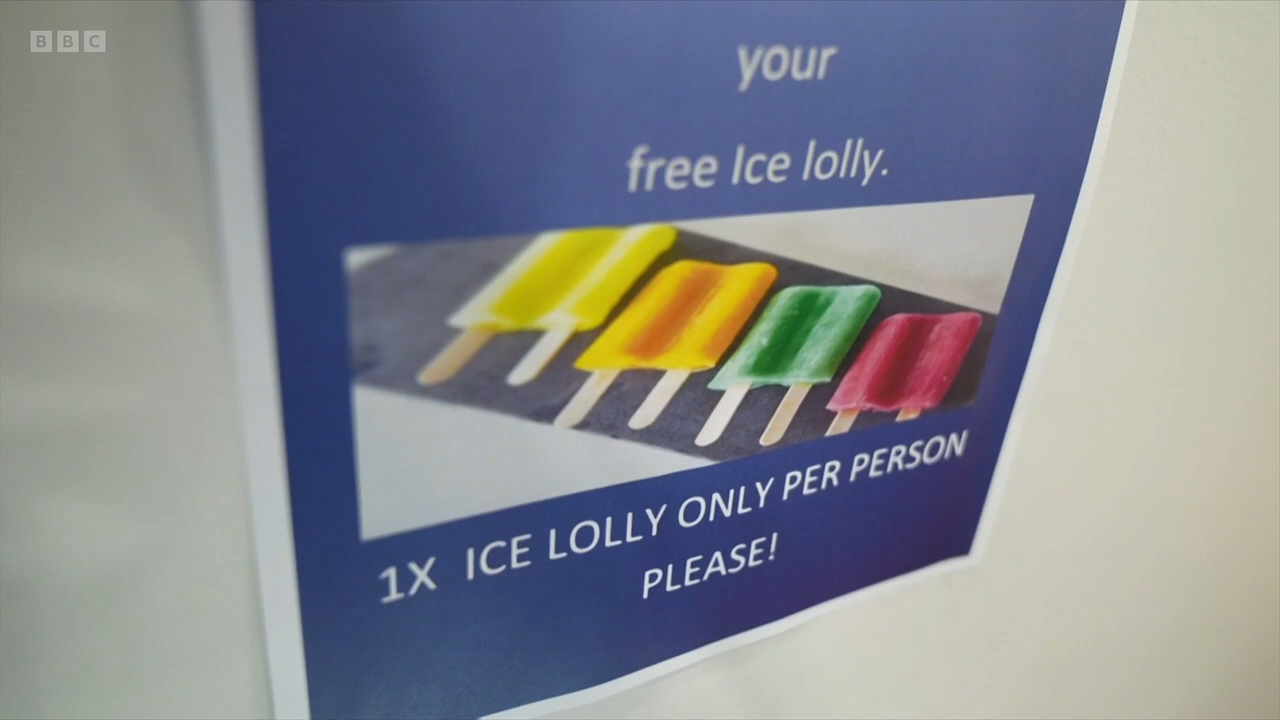 BBC
your
free Ice lolly.
1X ICE LOLLY ONLY PER PERSON
PLEASE!